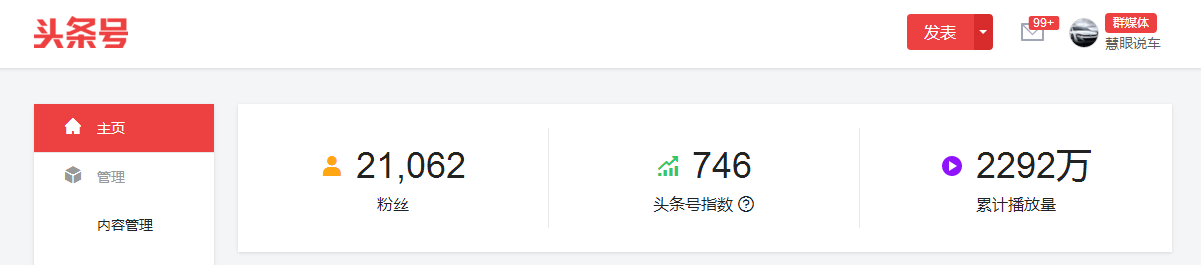 头条号
发表
99+
群媒体
慧眼说车
主页
管理
内容管理
21,062
粉丝
746
头条号指数 ?
2292万
累计播放量